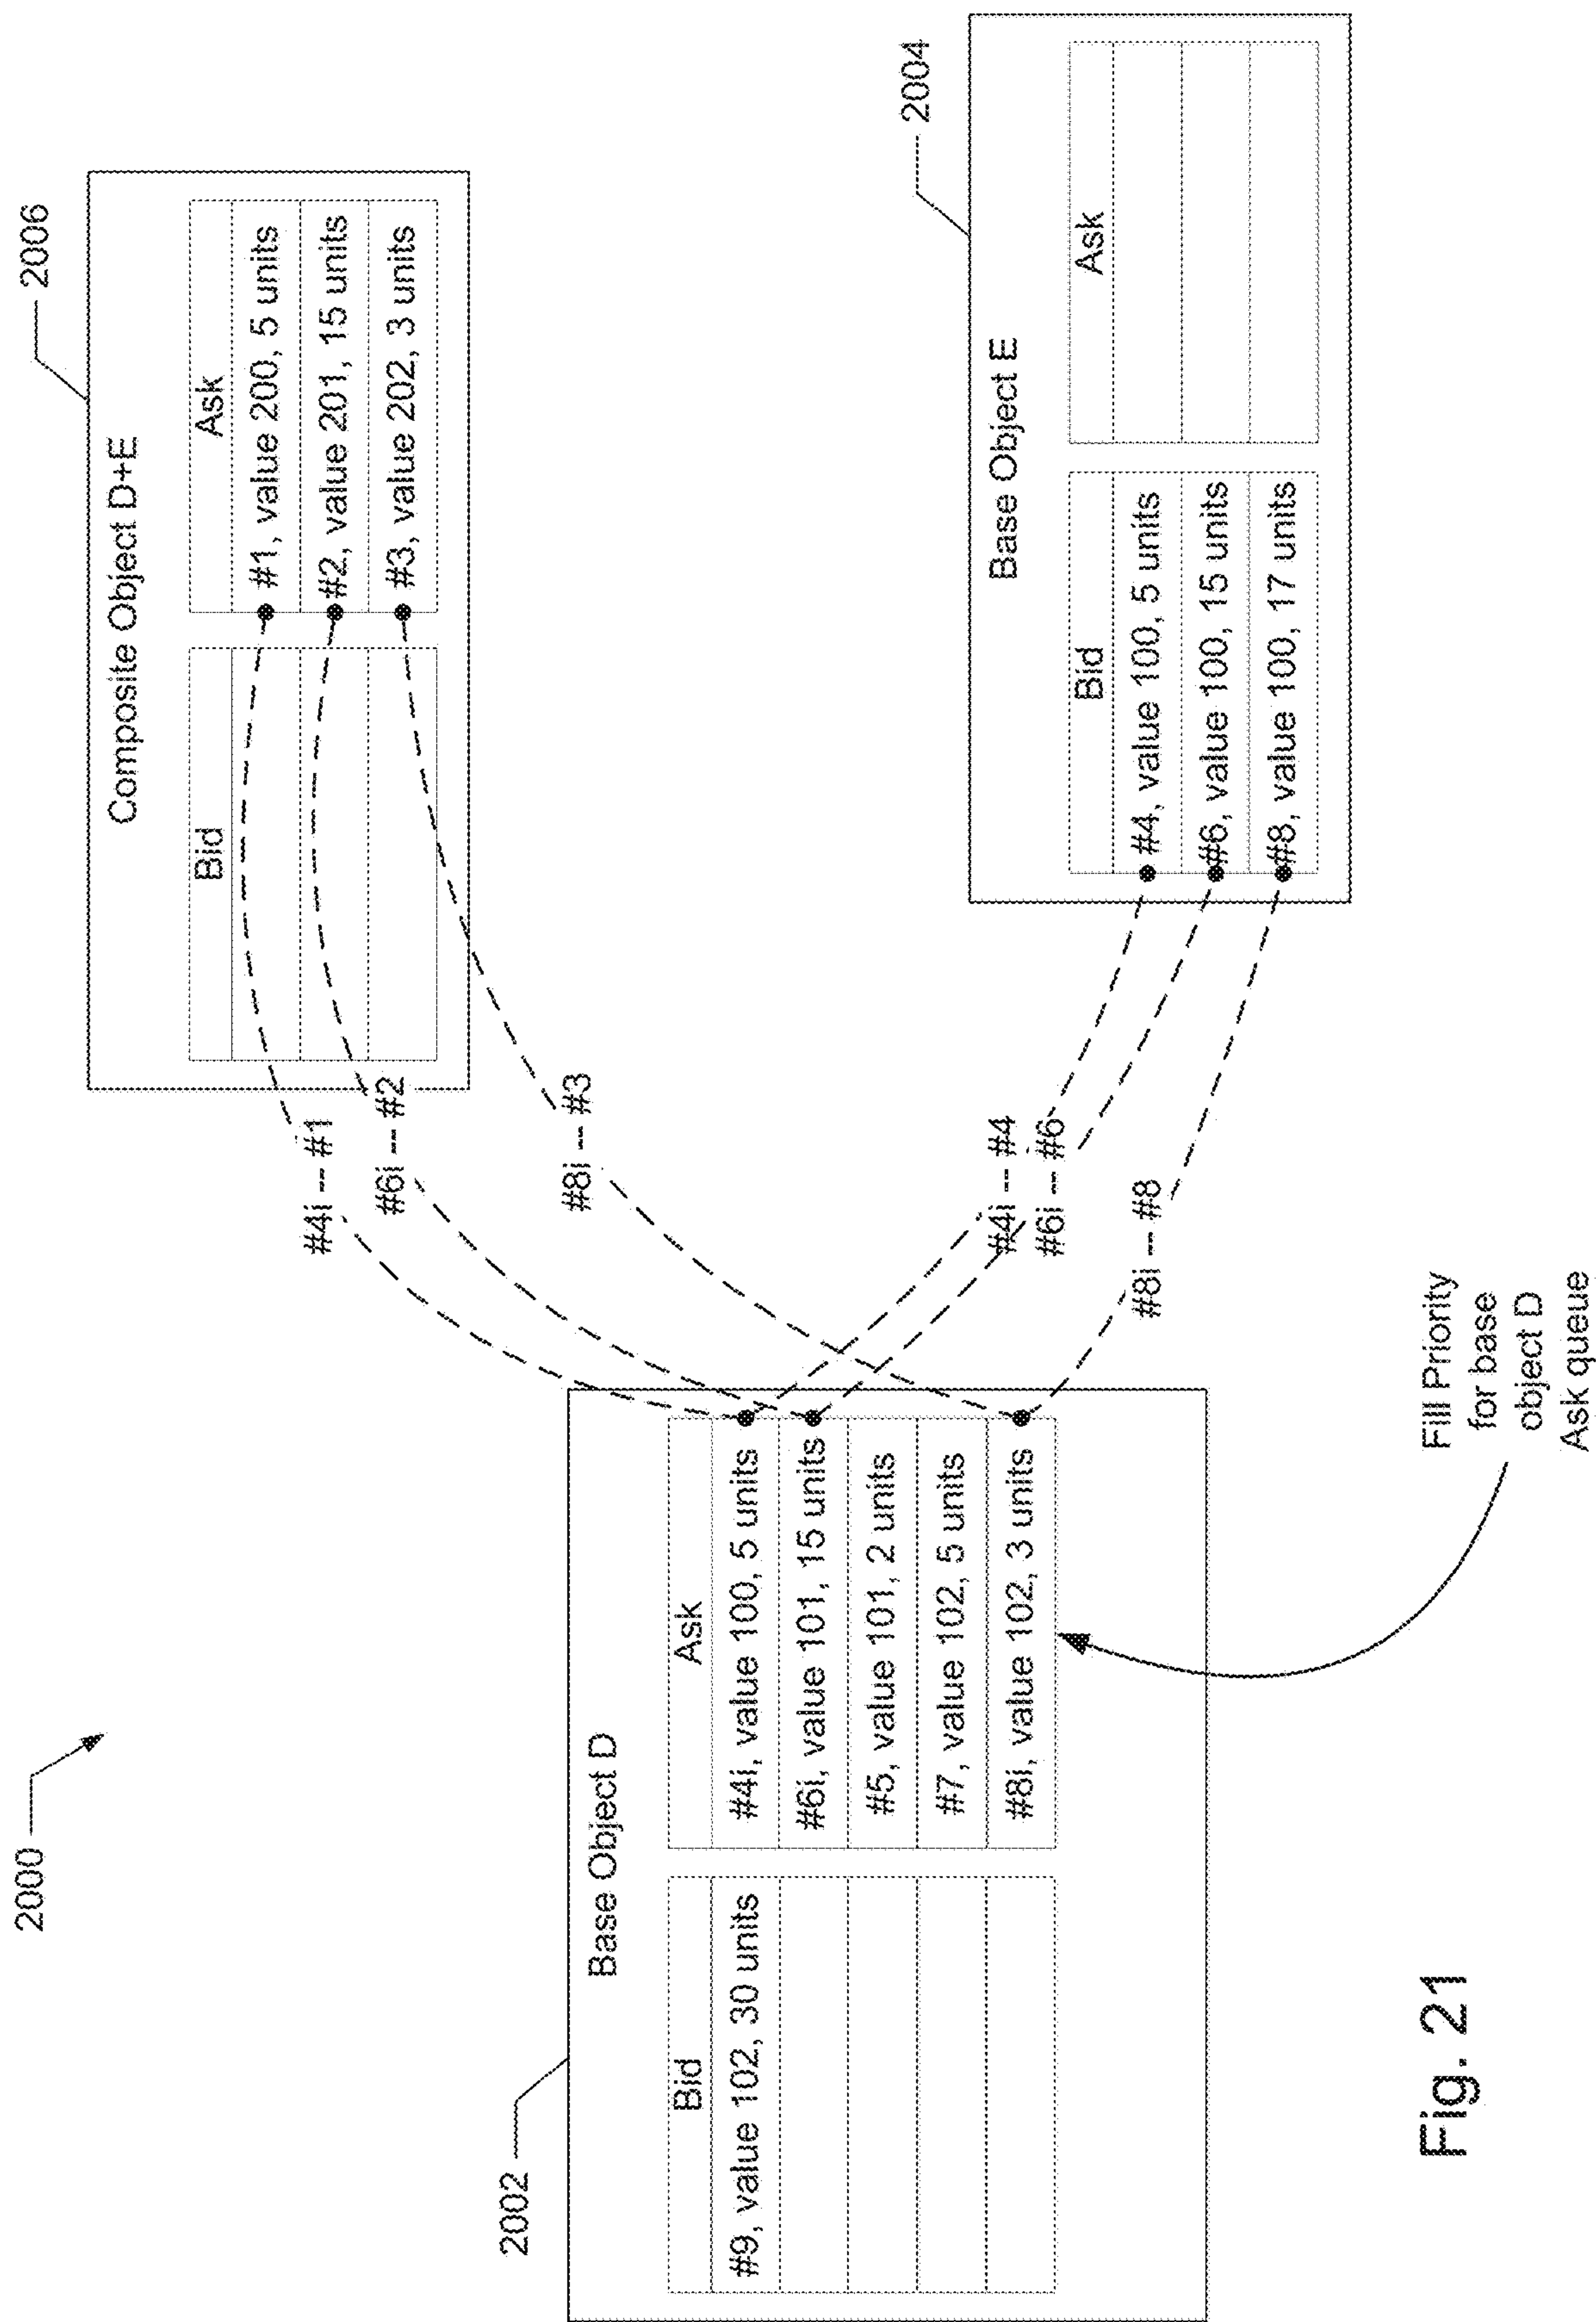 2000
2006
Composite Object D+E
Bid
Ask
#1, value 200, 5 units
#2, value 201, 15 units
#3, value 202, 3 units
#4i -- #1
#6i -- #2
#8i -- #3
2002
Base Object D
Bid
#9, value 102, 30 units
Ask
#4i, value 100, 5 units
#6i, value 101, 15 units
#5, value 101, 2 units
#7, value 102, 5 units
#8i, value 102, 3 units
#4i -- #4
#6i -- #6
#8i -- #8
2004
Base Object E
Bid
#4, value 100, 5 units
#6, value 100, 15 units
#8, value 100, 17 units
Ask
Fill Priority
for base
object D
Ask queue
Fig. 21